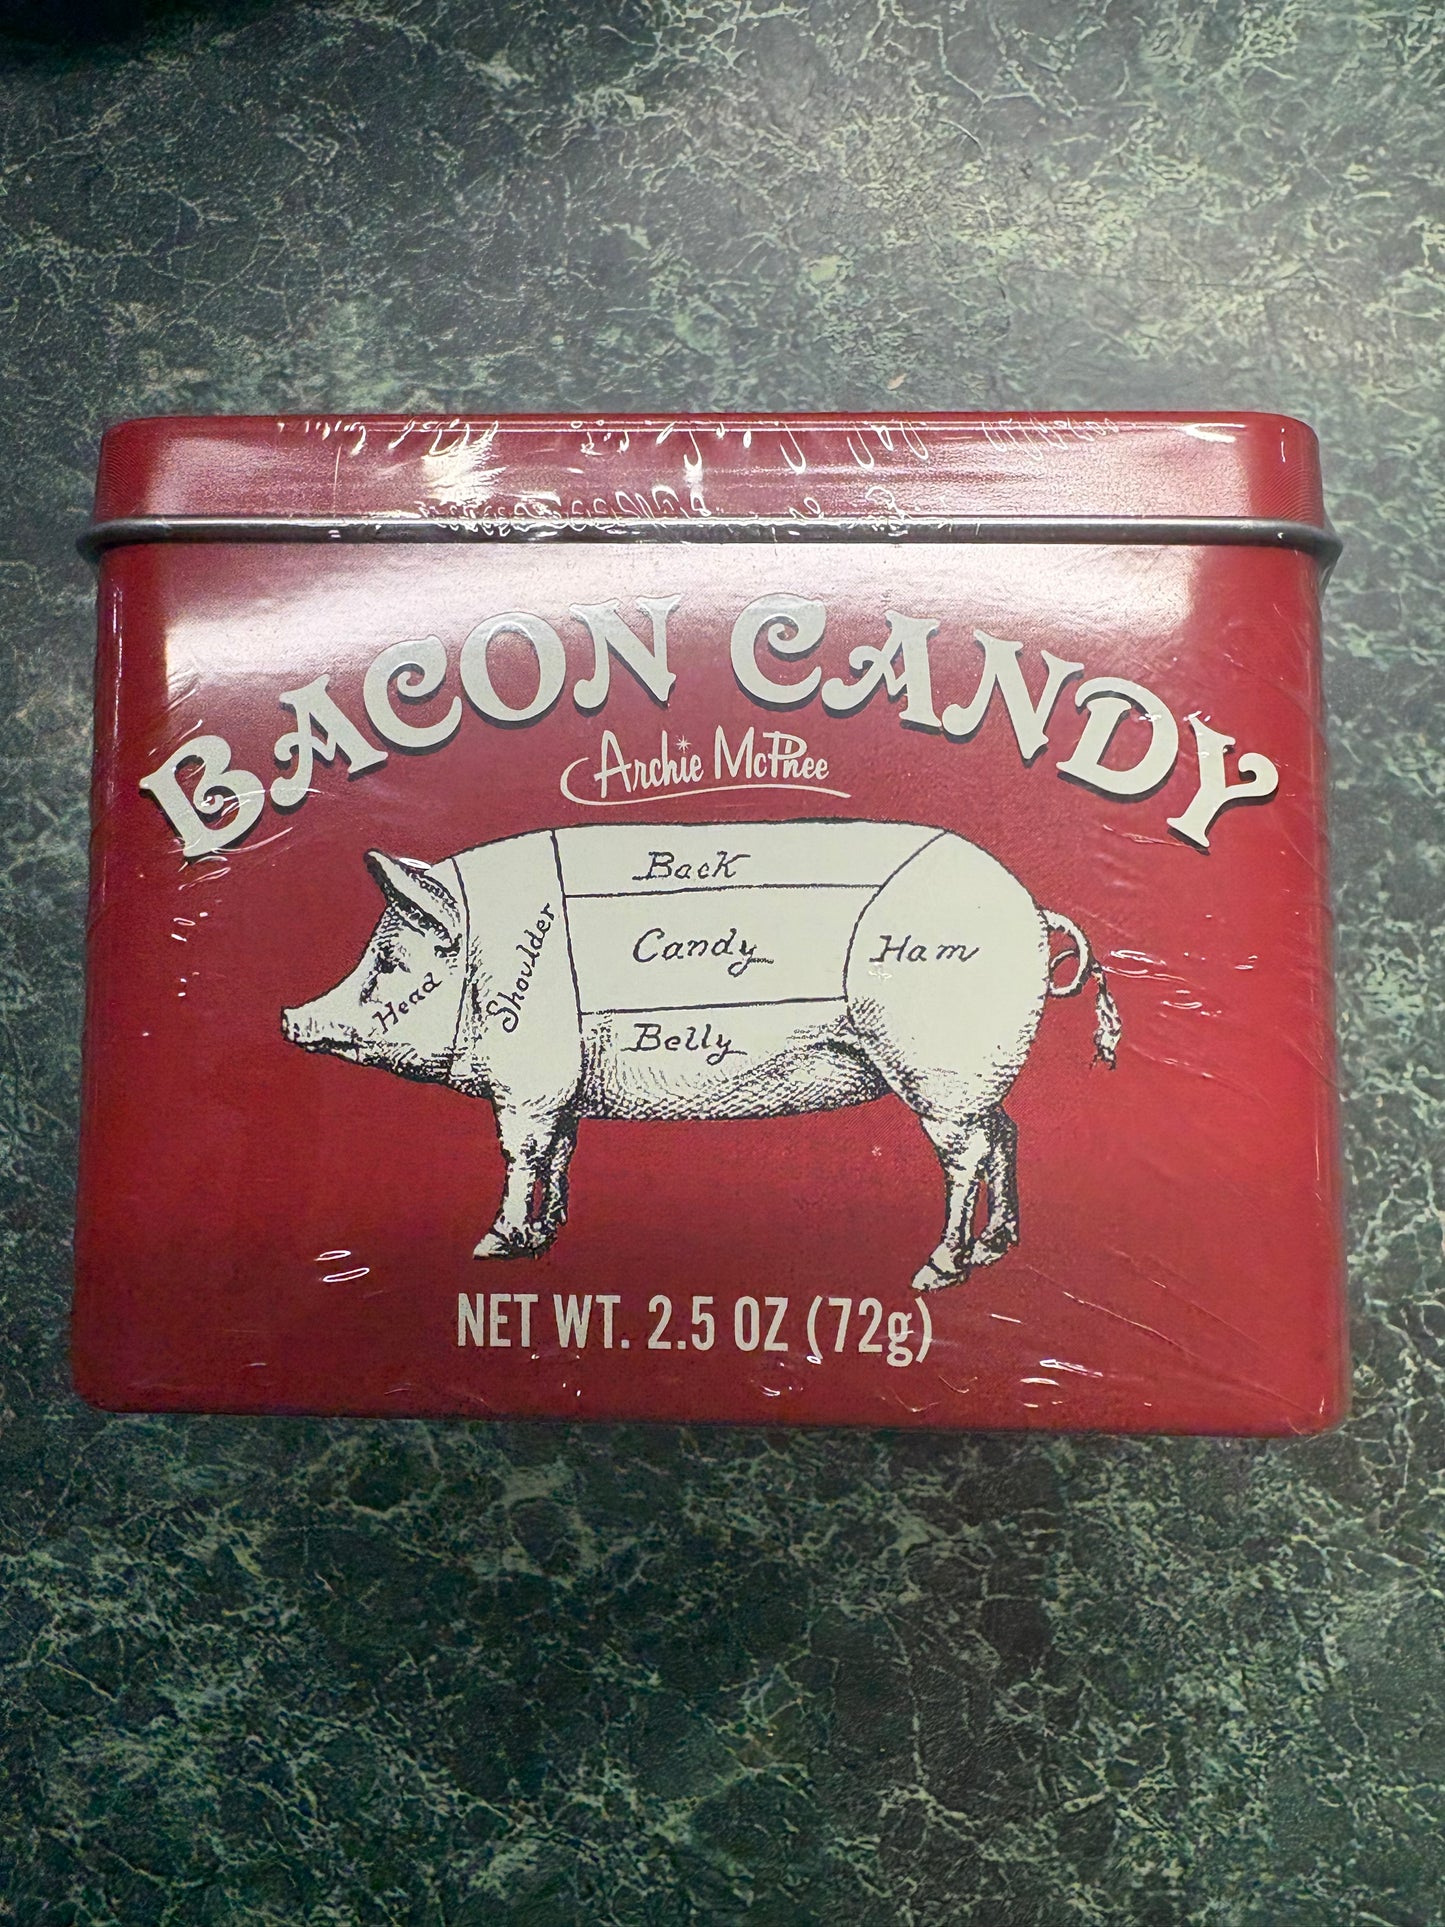 BACON CANDY
Archie McPhee
Back
Candy
Ham
Shoulder
Head
Belly
NET WT. 2.5 OZ (72g)